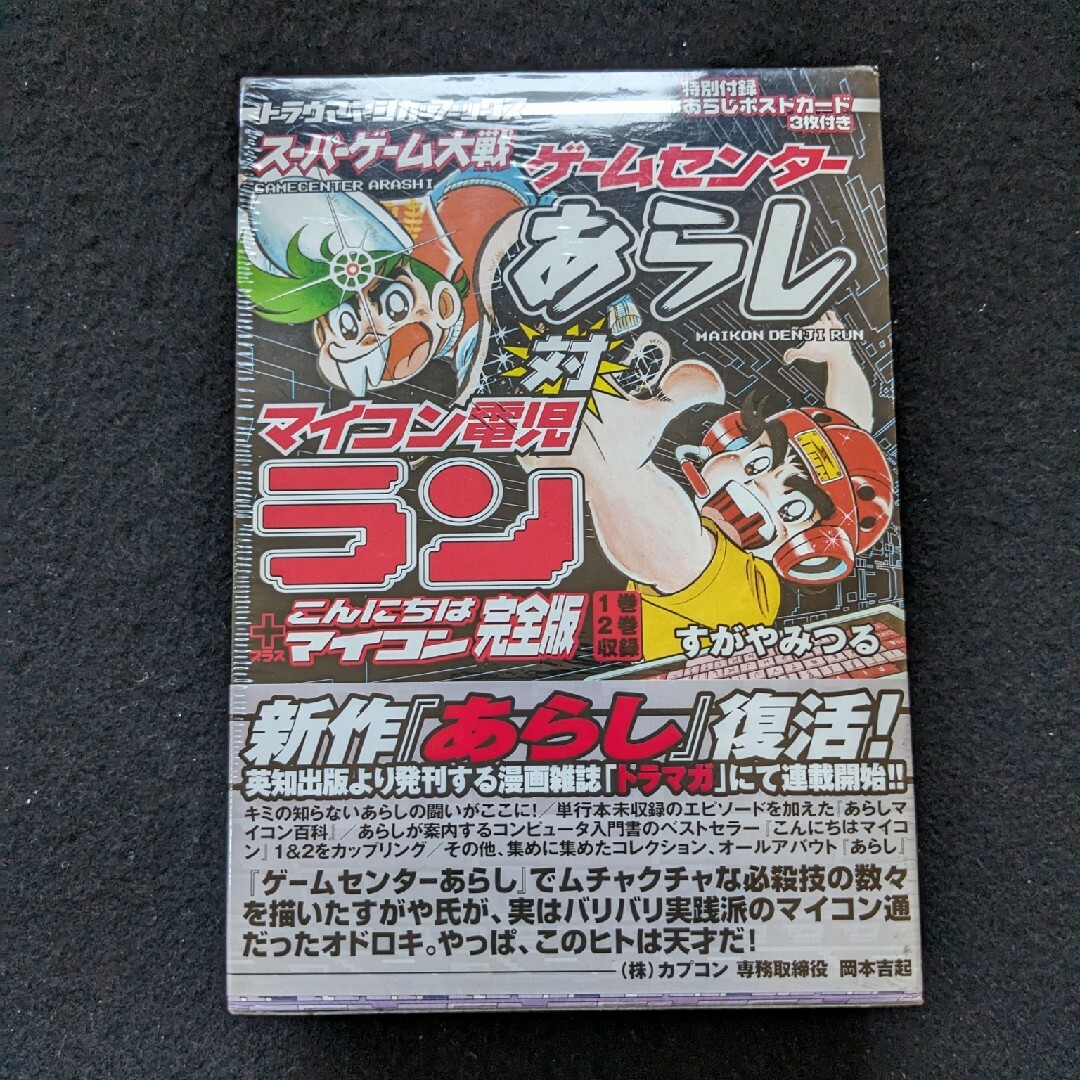 トラウママンガブックス
特別付録
あらしポストカード
3枚付き
スーパーゲーム大戦
GAMECENTER ARASHI
ゲームセンター
あらし
MAIKON DENJI RUN
対
マイコン電児
ラン
+プラス
こんにちは
マイコン
完全版
1巻
2巻
収録
すがやみつる
新作『あらし』復活!
英知出版より発刊する漫画雑誌「トラマガ」にて連載開始!!
キミの知らないあらしの闘いがここに!/単行本未収録のエピソードを加えた『あらしマ
イコン百科』/あらしが案内するコンピュータ入門書のベストセラー『こんにちはマイコ
ン』1&2をカップリング/その他、集めに集めたコレクション、オールアバウト『あらし』
『ゲームセンターあらし』でムチャクチャな必殺技の数々
を描いたすがや氏が、実はバリバリ実践派のマイコン通
だったオドロキ。やっぱ、このヒトは天才だ!
(株)カプコン 専務取締役 岡本吉起